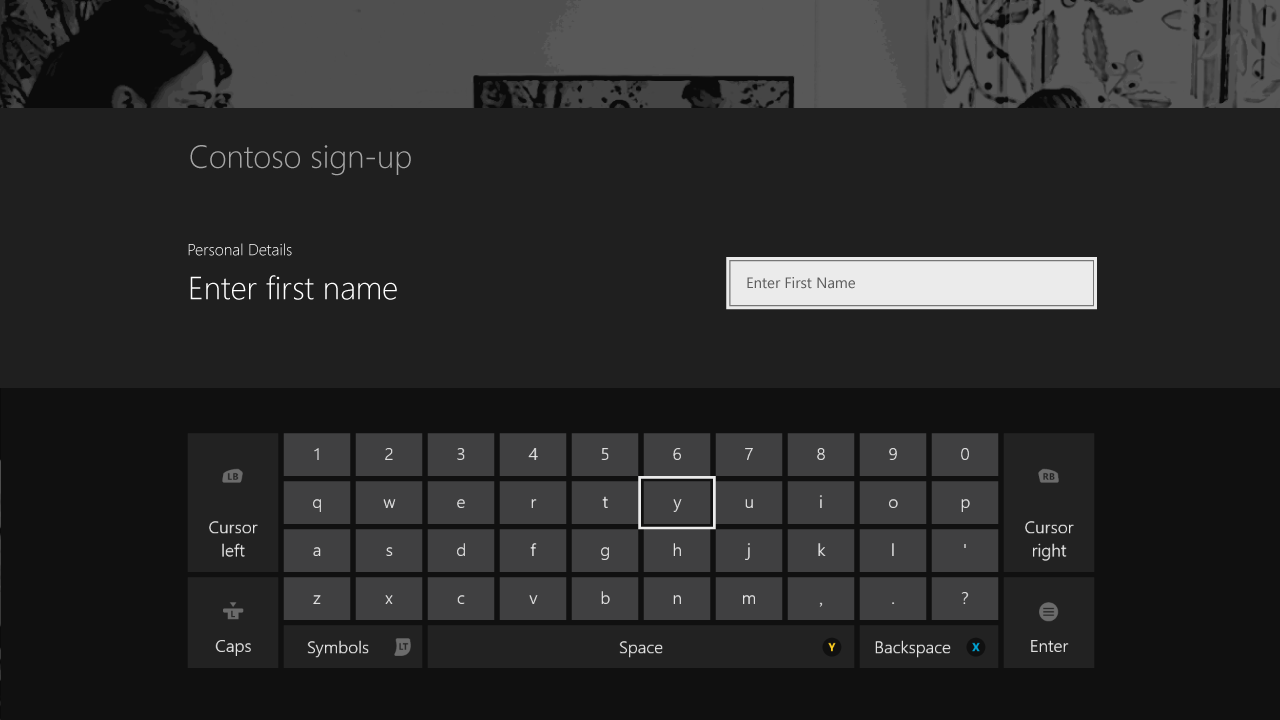 Contoso sign-up
Personal Details
Enter first name
Enter First Name
1 2 3 4 5 6 7 8 9 0
LB
RB
q w e r t y u i o p
Cursor
left
Cursor
right
a s d f g h j k l '
z x c v b n m , . ?
L
Caps
Symbols LT
Space Y
Backspace X
Enter